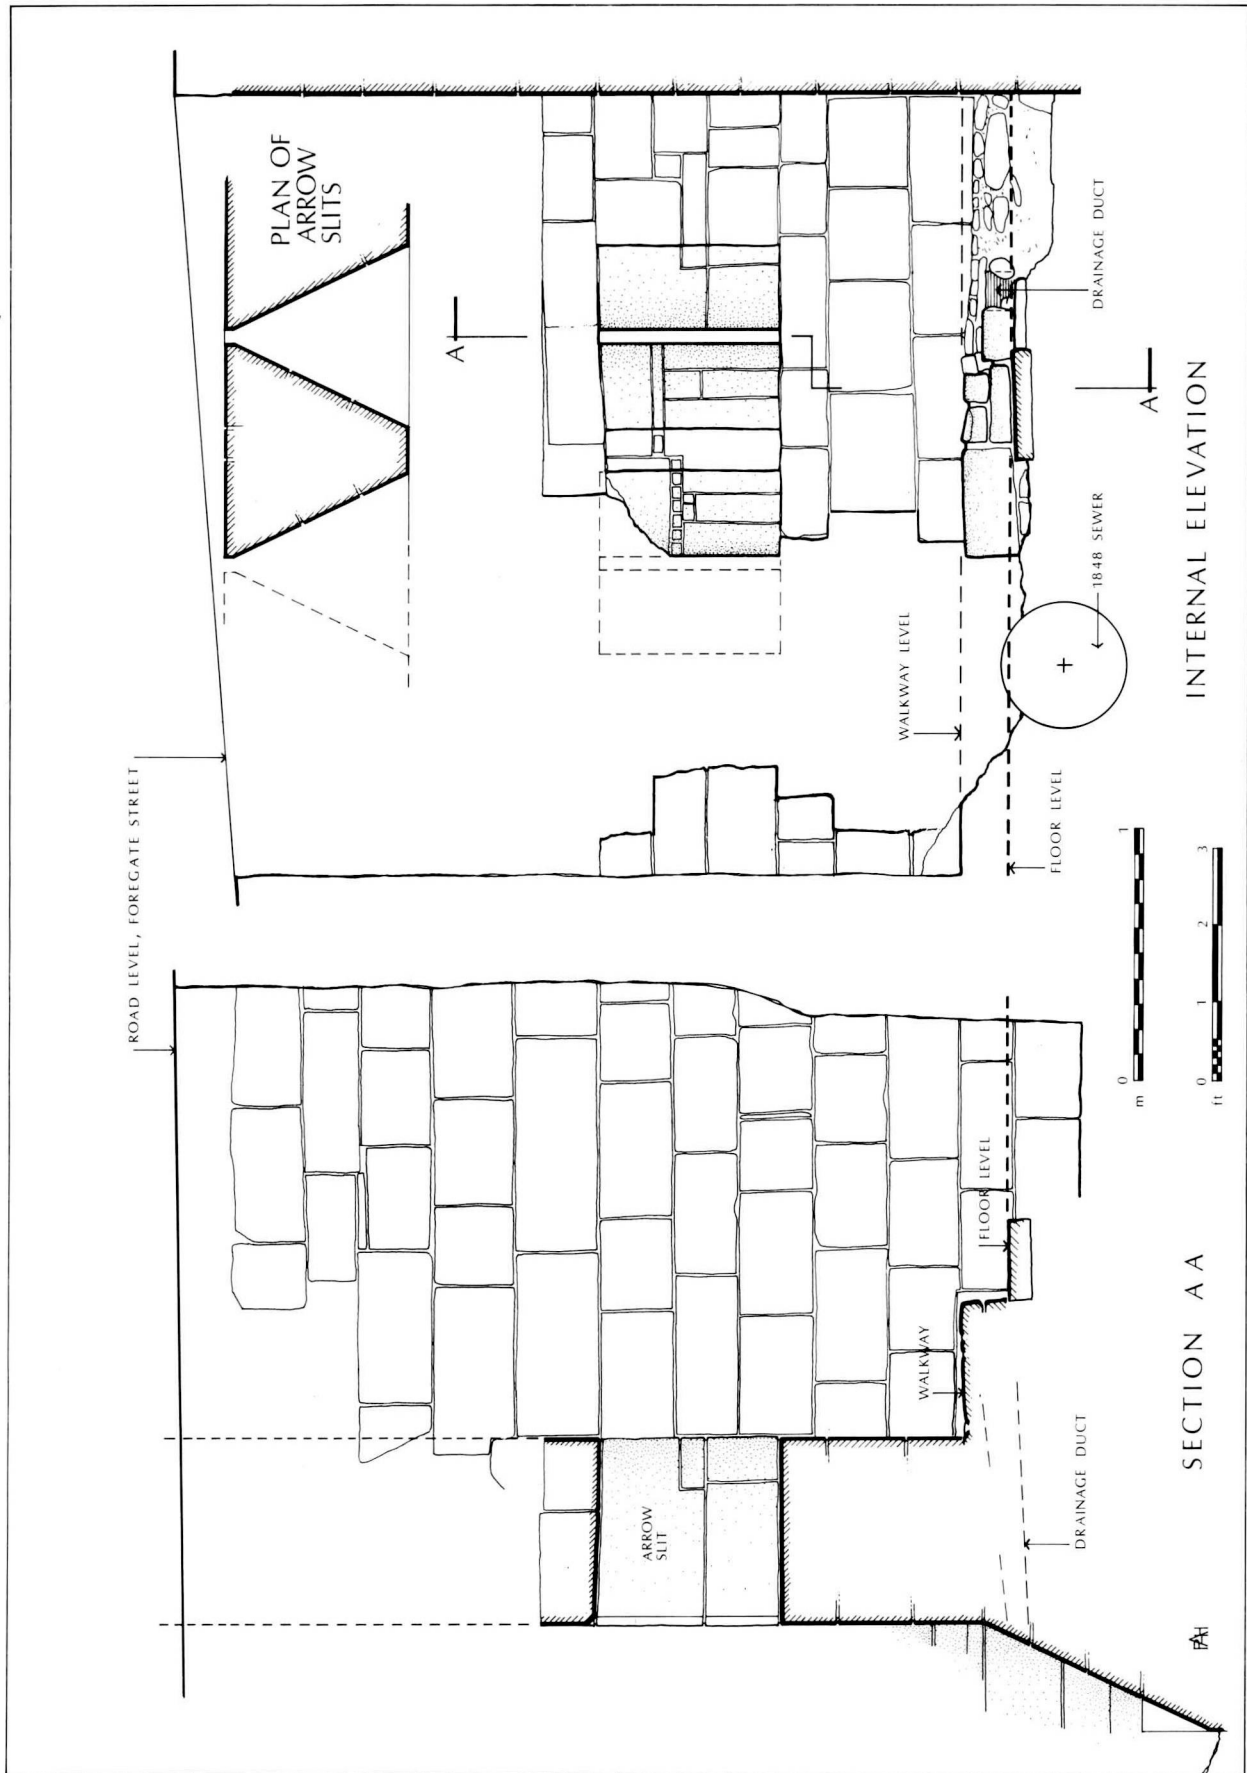 ROAD LEVEL, FOREGATE STREET
PLAN OF
ARROW
SLITS
A
A
ARROW
SLIT
WALKWAY
FLOOR LEVEL
DRAINAGE DUCT
WALKWAY LEVEL
FLOOR LEVEL
1848 SEWER
DRAINAGE DUCT
SECTION AA
INTERNAL ELEVATION
m
0
1
ft
0
1
2
3